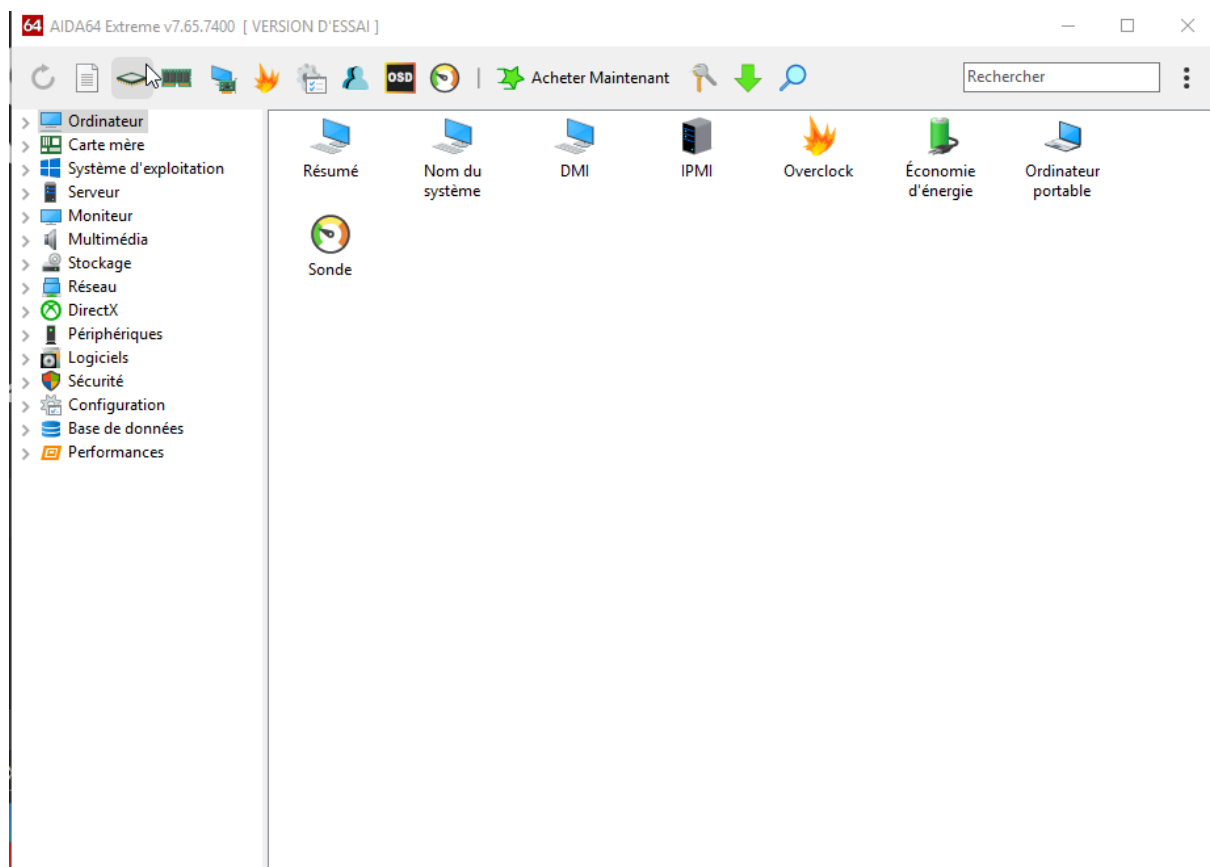 64 AIDA64 Extreme v7.65.7400 [ VERSION D'ESSAI ]
OSD | Acheter Maintenant Rechercher
Ordinateur
Carte mère
Système d'exploitation
Serveur
Moniteur
Multimédia
Stockage
Réseau
DirectX
Périphériques
Logiciels
Sécurité
Configuration
Base de données
Performances
Résumé
Nom du
système
DMI
IPMI
Overclock
Économie
d'énergie
Ordinateur
portable
Sonde